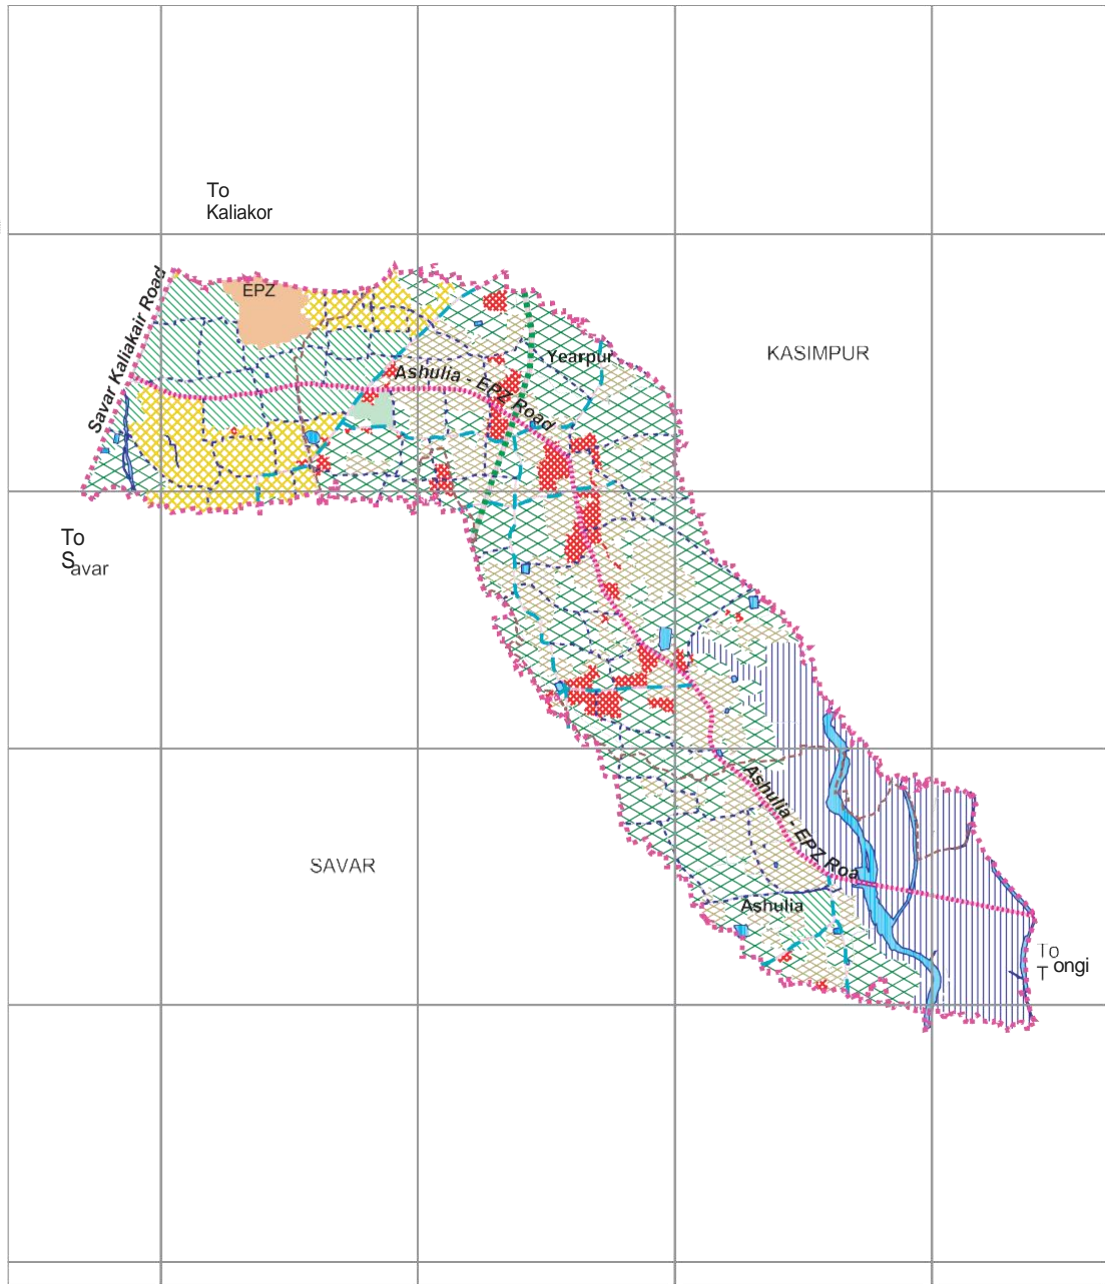 To
Kaliakor
EPZ
Savar Kaliakair Road
KASIMPUR
Yearpur
Ashulia - EPZ Road
To
Savar
Ashulia - EPZ Roa
SAVAR
Ashulia
To
Tongi